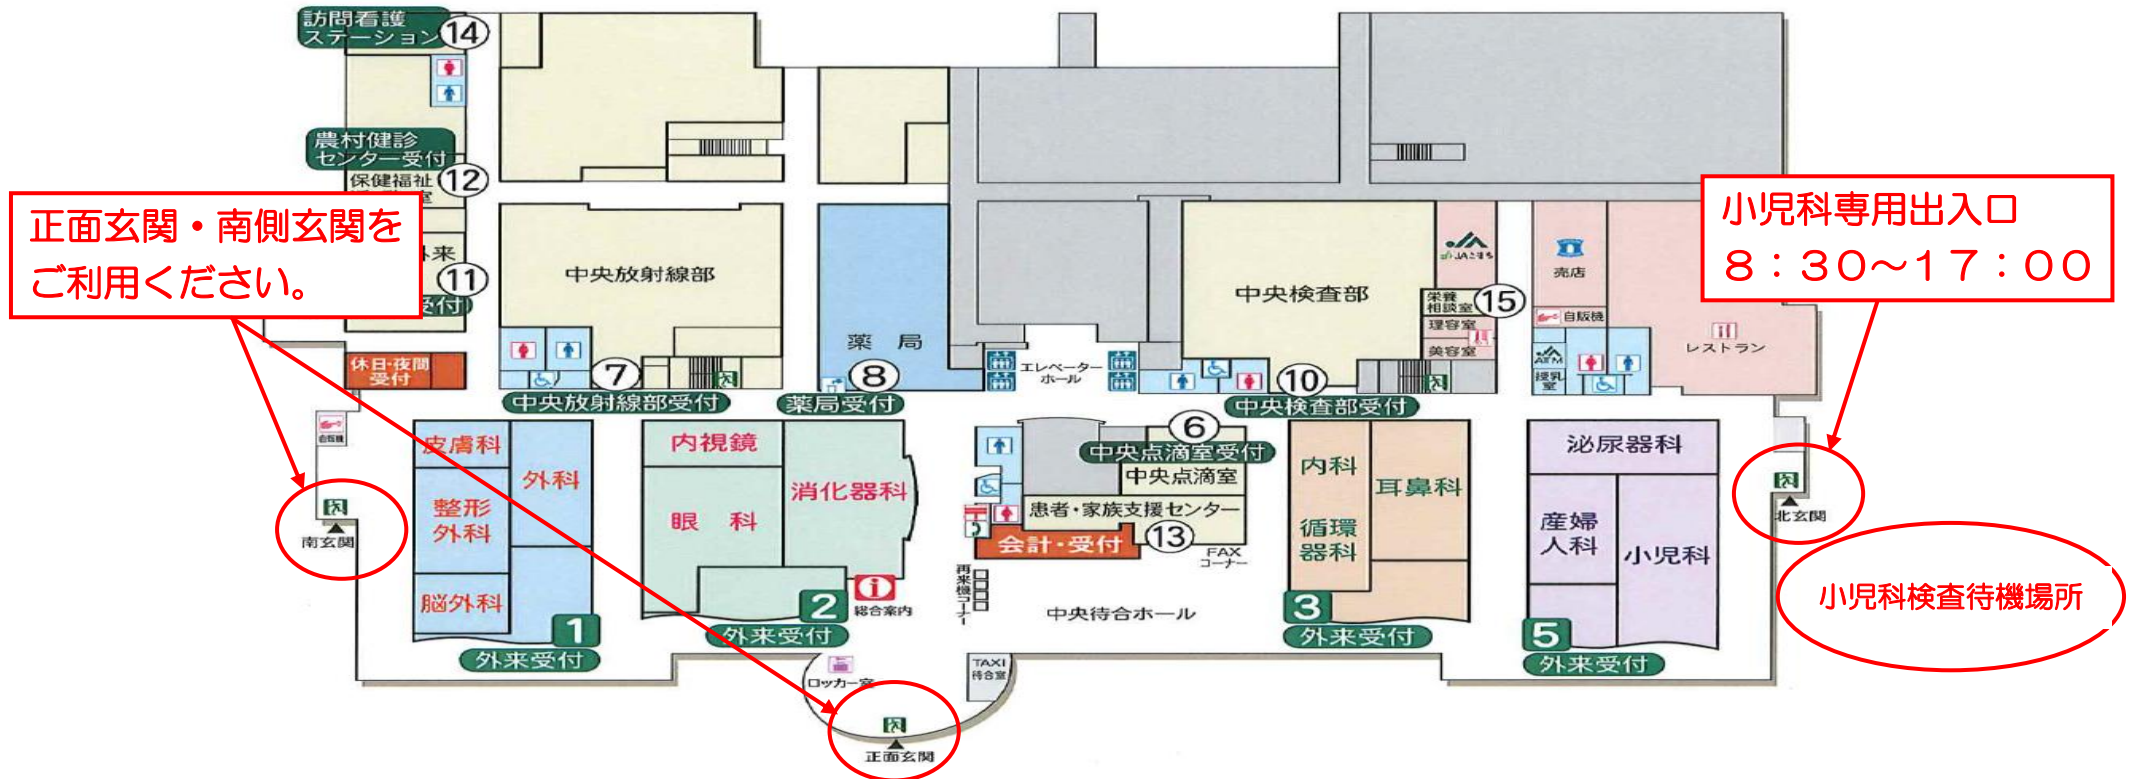 訪問看護
ステーション
14
農村健診
センター受付
保健福祉
12
室
正面玄関・南側玄関を
ご利用ください。
外来
11
受付
休日・夜間
受付
中央放射線部
7
中央放射線部受付
薬 局
8
薬局受付
エレベーター
ホール
中央検査部
10
中央検査部受付
JAこまち
栄養
相談室
15
理容室
美容室
売店
自販機
ATM
授乳
室
レストラン
小児科専用出入口
8:30~17:00
自販機
南玄関
皮膚科
外科
整形
外科
脳外科
1
外来受付
内視鏡
消化器科
眼 科
2
外来受付
総合案内
6
中央点滴室受付
中央点滴室
患者・家族支援センター
会計・受付
13
FAX
コーナー
再来機コーナー
中央待合ホール
内科
循環
器科
耳鼻科
3
外来受付
泌尿器科
産婦
人科
小児科
5
外来受付
北玄関
小児科検査待機場所
ロッカー室
TAXI
待合室
正面玄関